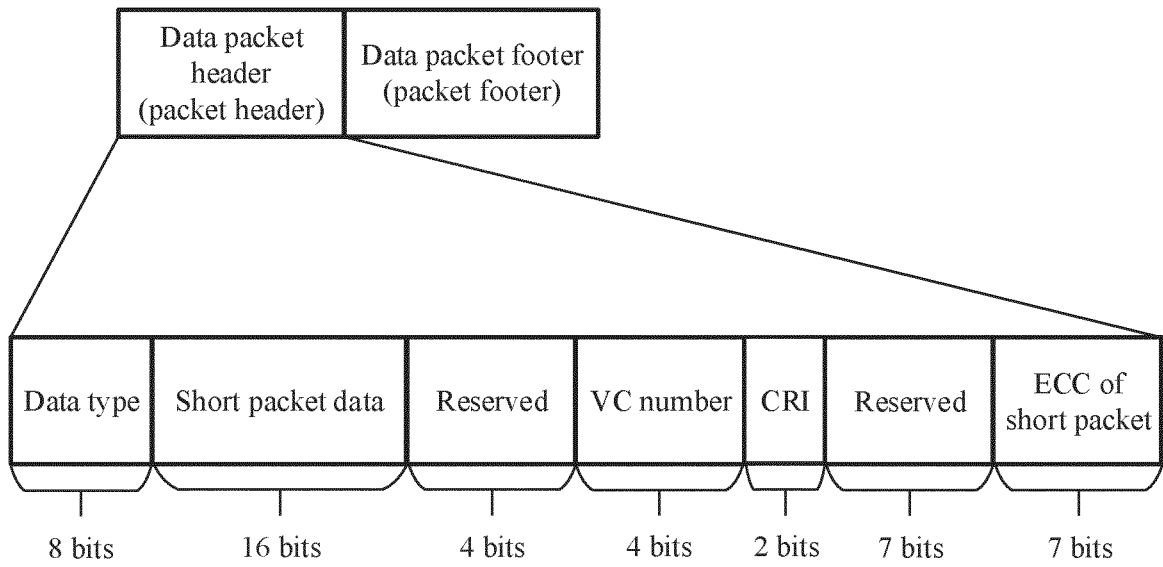 Data packet
header
(packet header)
Data packet footer
(packet footer)
Data type
Short packet data
Reserved
VC number
CRI
Reserved
ECC of
short packet
8 bits
16 bits
4 bits
4 bits
2 bits
7 bits
7 bits